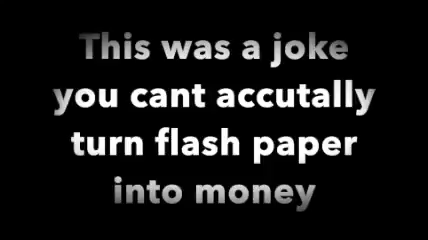 This was a joke
you cant accutally
turn flash paper
into money